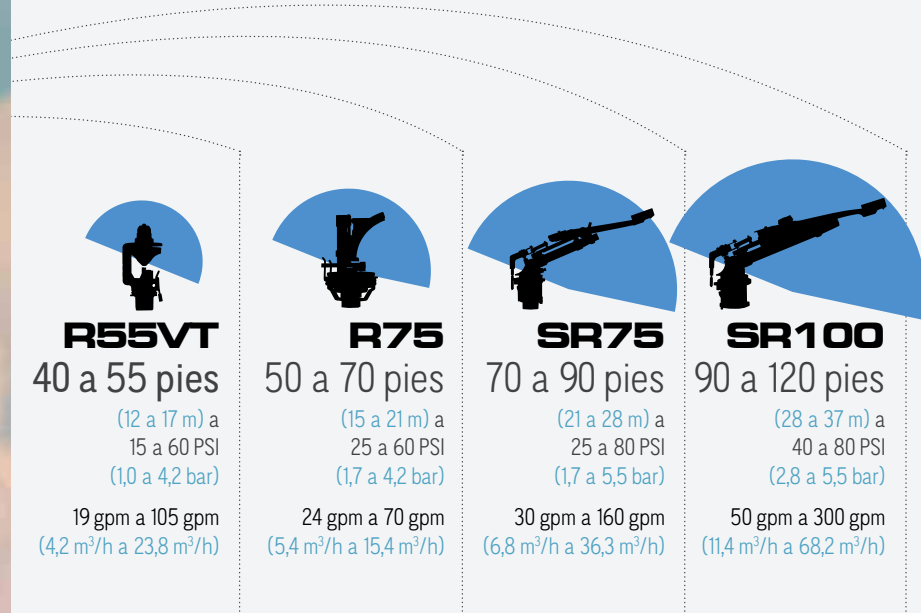 R55VT
40 a 55 pies
(12 a 17 m) a
15 a 60 PSI
(1,0 a 4,2 bar)
19 gpm a 105 gpm
(4,2 m³/h a 23,8 m³/h)
R75
50 a 70 pies
(15 a 21 m) a
25 a 60 PSI
(1,7 a 4,2 bar)
24 gpm a 70 gpm
(5,4 m³/h a 15,4 m³/h)
SR75
70 a 90 pies
(21 a 28 m) a
25 a 80 PSI
(1,7 a 5,5 bar)
30 gpm a 160 gpm
(6,8 m³/h a 36,3 m³/h)
SR100
90 a 120 pies
(28 a 37 m) a
40 a 80 PSI
(2,8 a 5,5 bar)
50 gpm a 300 gpm
(11,4 m³/h a 68,2 m³/h)